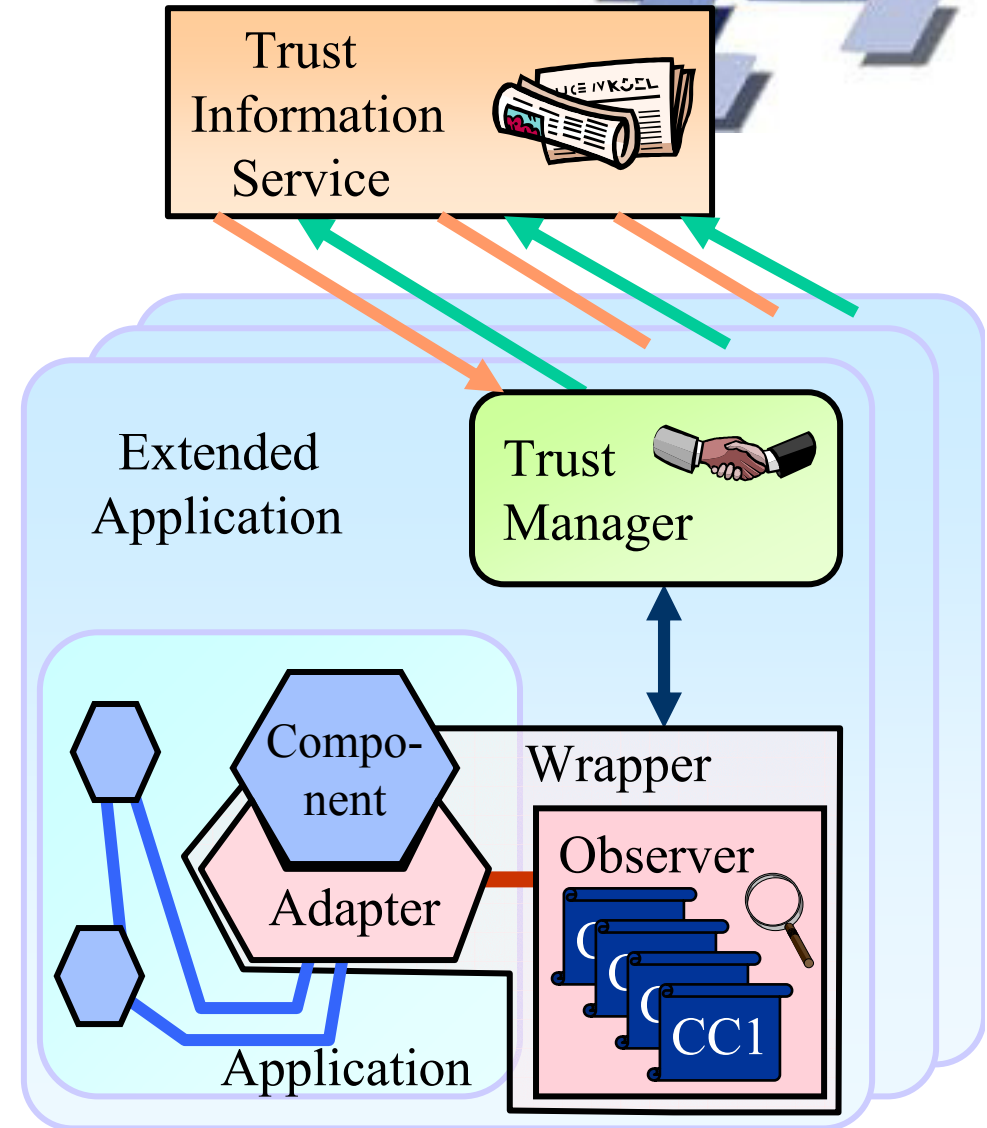 Trust
Information
Service
Extended
Application
Trust
Manager
Compo-
nent
Wrapper
Observer
Adapter
C
C
C
CC1
Application